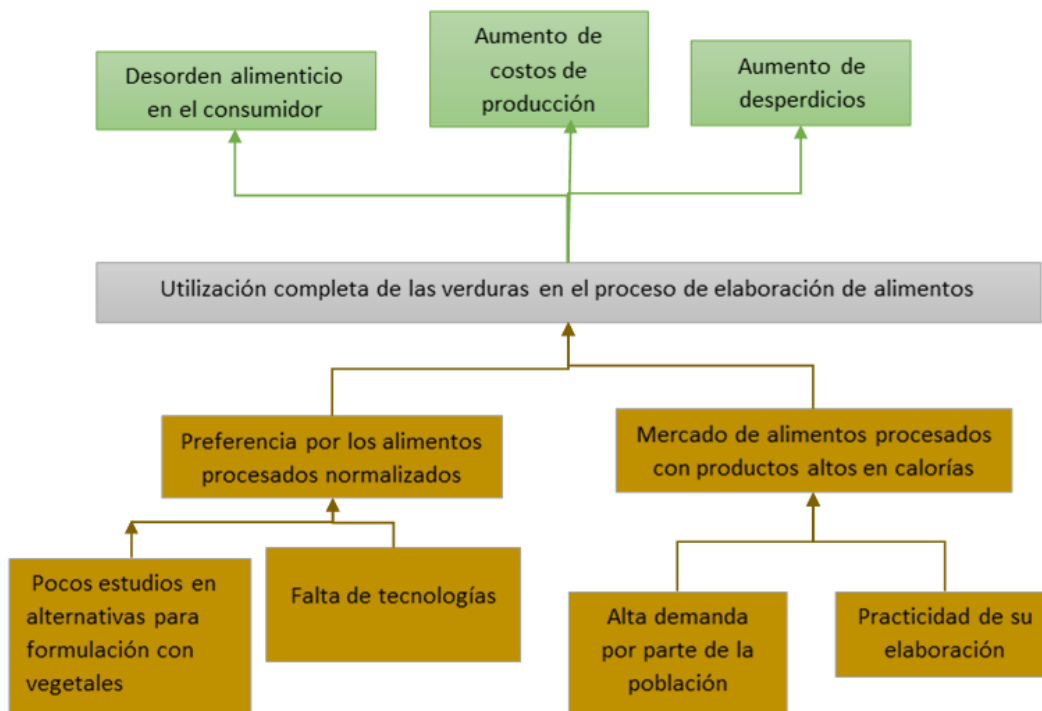 Desorden alimenticio
en el consumidor
Aumento de
costos de
producción
Aumento de
desperdicios
Utilización completa de las verduras en el proceso de elaboración de alimentos
Preferencia por los alimentos
procesados normalizados
Mercado de alimentos procesados
con productos altos en calorías
Pocos estudios en
alternativas para
formulación con
vegetales
Falta de tecnologías
Alta demanda
por parte de la
población
Practicidad de su
elaboración